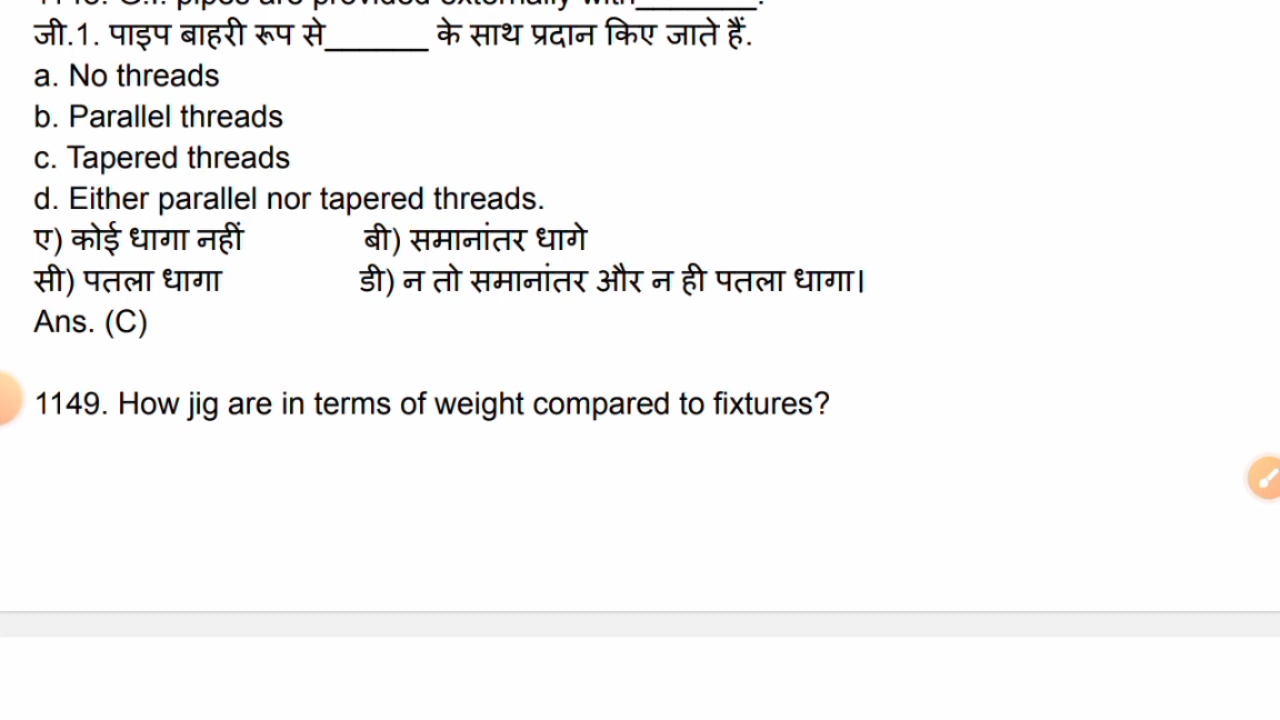 जी.1. पाइप बाहरी रूप से______ के साथ प्रदान किए जाते हैं.
a. No threads
b. Parallel threads
c. Tapered threads
d. Either parallel nor tapered threads.
ए) कोई धागा नहीं बी) समानांतर धागे
सी) पतला धागा डी) न तो समानांतर और न ही पतला धागा।
Ans. (C)
1149. How jig are in terms of weight compared to fixtures?